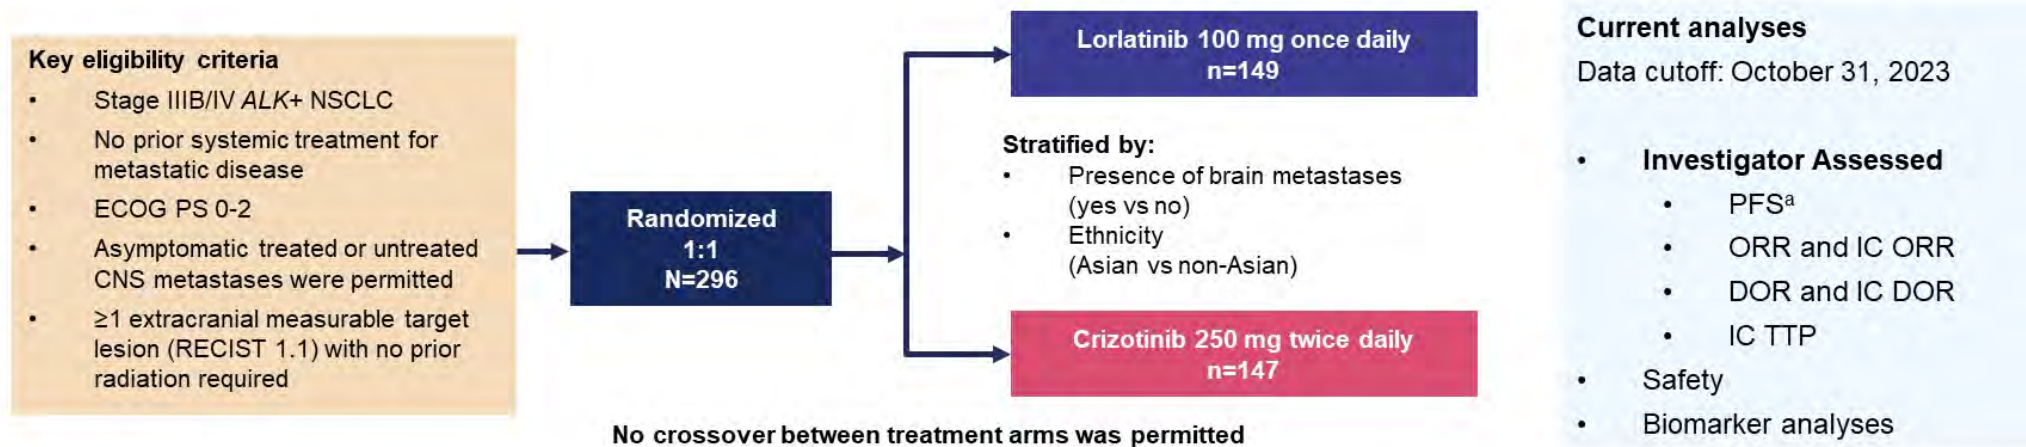 Key eligibility criteria
• Stage IIIB/IV ALK+ NSCLC
• No prior systemic treatment for
metastatic disease
• ECOG PS 0-2
• Asymptomatic treated or untreated
CNS metastases were permitted
• ≥1 extracranial measurable target
lesion (RECIST 1.1) with no prior
radiation required
Randomized
1:1
N=296
Lorlatinib 100 mg once daily
n=149
Stratified by:
• Presence of brain metastases
(yes vs no)
• Ethnicity
(Asian vs non-Asian)
Crizotinib 250 mg twice daily
n=147
No crossover between treatment arms was permitted
Current analyses
Data cutoff: October 31, 2023
• Investigator Assessed
• PFSᵃ
• ORR and IC ORR
• DOR and IC DOR
• IC TTP
• Safety
• Biomarker analyses